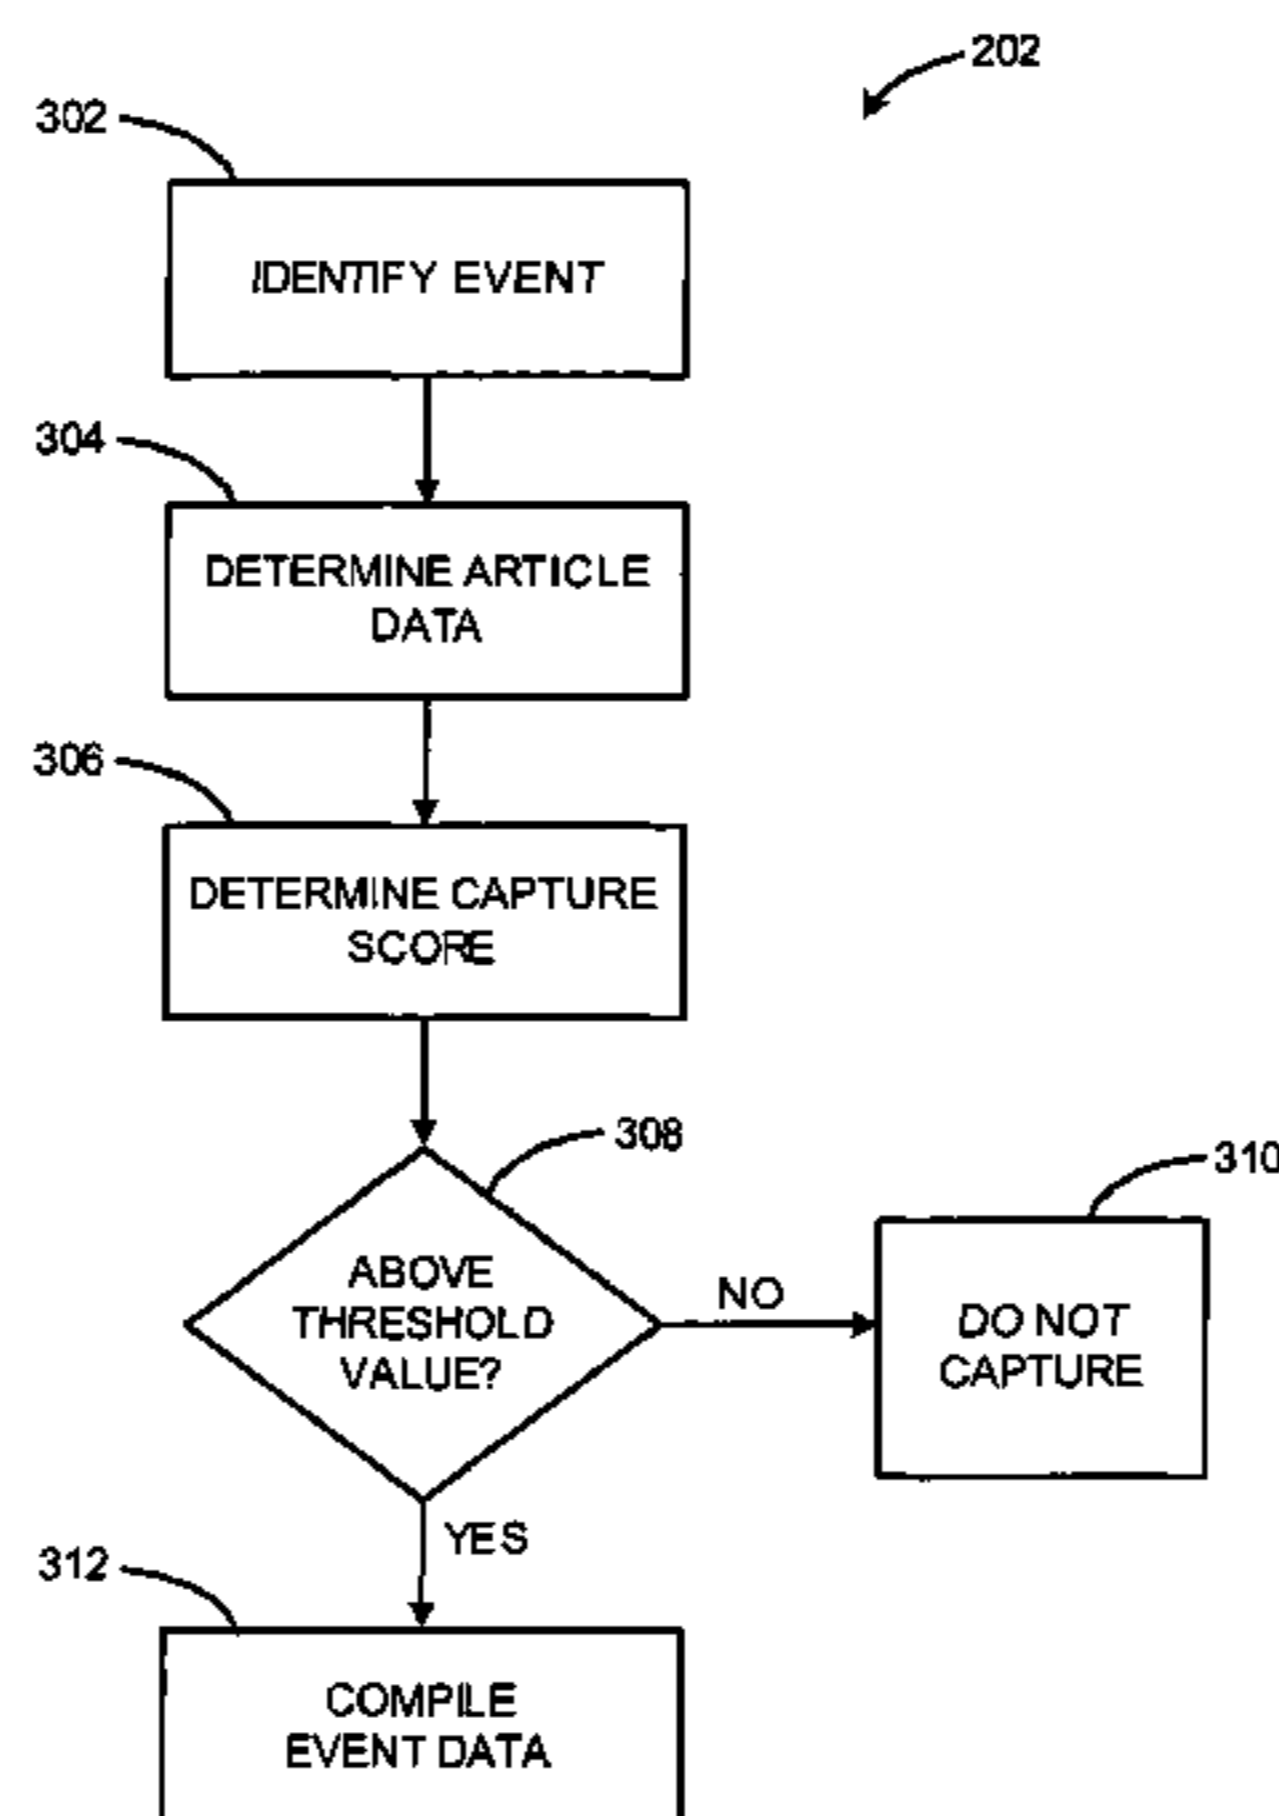 202
302
IDENTIFY EVENT
304
DETERMINE ARTICLE
DATA
306
DETERMINE CAPTURE
SCORE
308
310
ABOVE
THRESHOLD
VALUE?
NO
DO NOT
CAPTURE
YES
312
COMPILE
EVENT DATA